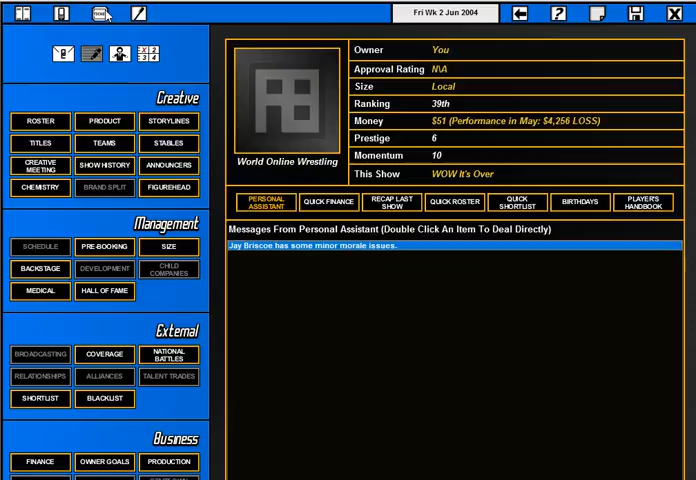 Fri Wk 2 Jun 2004
Creative
ROSTER PRODUCT STORYLINES
TITLES TEAMS STABLES
CREATIVE MEETING SHOW HISTORY ANNOUNCERS
CHEMISTRY BRAND SPLIT FIGUREHEAD
Management
SCHEDULE PRE-BOOKING SIZE
BACKSTAGE DEVELOPMENT CHILD COMPANIES
MEDICAL HALL OF FAME
External
BROADCASTING COVERAGE NATIONAL BATTLES
RELATIONSHIPS ALLIANCES TALENT TRADES
SHORTLIST BLACKLIST
Business
FINANCE OWNER GOALS PRODUCTION
World Online Wrestling
Owner You
Approval Rating N\A
Size Local
Ranking 39th
Money $51 (Performance in May: $4,256 LOSS)
Prestige 6
Momentum 10
This Show WOW It's Over
PERSONAL ASSISTANT QUICK FINANCE RECAP LAST SHOW QUICK ROSTER QUICK SHORTLIST BIRTHDAYS PLAYER'S HANDBOOK
Messages From Personal Assistant (Double Click An Item To Deal Directly)
Jay Briscoe has some minor morale issues.